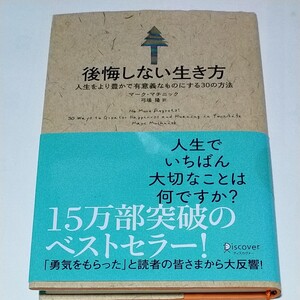 後悔しない生き方
人生をより豊かで有意義なものにする30の方法
マーク・マチニック
弓場 隆 訳
No More Regrets!
30 Ways to Greater Happiness and Meaning in Your Life
Marc Muchnick
人生で
いちばん
大切なことは
何ですか?
15万部突破の
ベストセラー!
Discover
「勇気をもらった」と読者の皆さまから大反響!